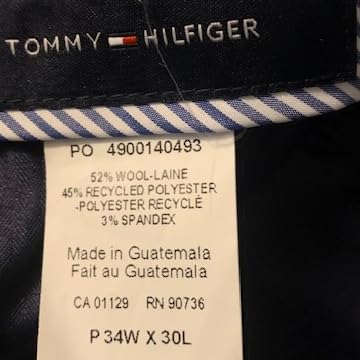 TOMMY HILFIGER
PO 4900140493
52% WOOL-LAINE
45% RECYCLED POLYESTER
-POLYESTER RECYCLÉ
3% SPANDEX
Made in Guatemala
Fait au Guatemala
CA 01129 RN 90736
P 34W X 30L